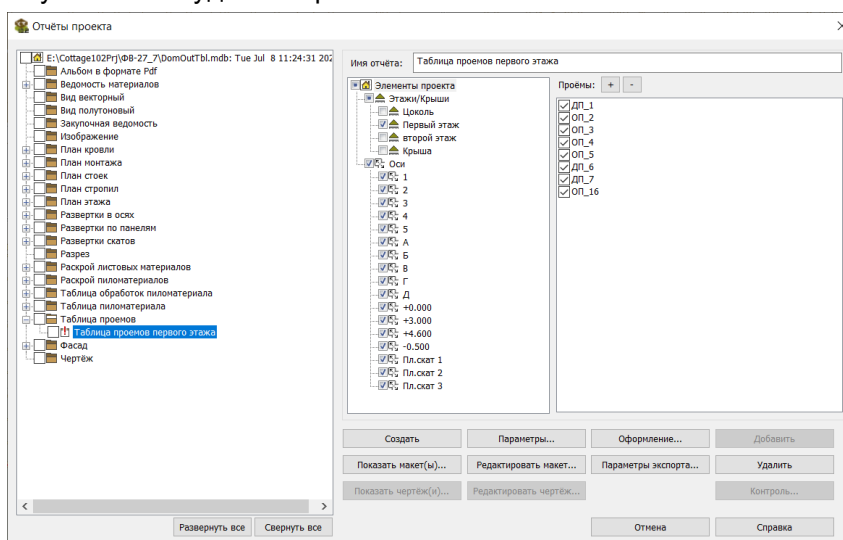 Отчёты проекта
E:\Cottage102Prj\ФВ-27_7\DomOutTbl.mdb: Tue Jul 8 11:24:31 202
Альбом в формате Pdf
Ведомость материалов
Вид векторный
Вид полутоновый
Закупочная ведомость
Изображение
План кровли
План монтажа
План стоек
План стропил
План этажа
Развертки в осях
Развертки по панелям
Развертки скатов
Разрез
Раскрой листовых материалов
Раскрой пиломатериалов
Таблица обработок пиломатериала
Таблица пиломатериала
Таблица проемов
Таблица проемов первого этажа
Фасад
Чертёж
Развернуть все Свернуть все
Имя отчёта: Таблица проемов первого этажа
Элементы проекта
Этажи/Крыши
Цоколь
Первый этаж
второй этаж
Крыша
Оси
1
2
3
4
5
А
Б
В
Г
Д
+0.000
+3.000
+4.600
-0.500
Пл.скат 1
Пл.скат 2
Пл.скат 3
Проёмы: + -
ДП_1
ОП_2
ОП_3
ОП_4
ОП_5
ДП_6
ДП_7
ОП_16
Создать Параметры... Оформление... Добавить
Показать макет(ы)... Редактировать макет... Параметры экспорта... Удалить
Показать чертёж(и)... Редактировать чертёж... Контроль...
Отмена Справка